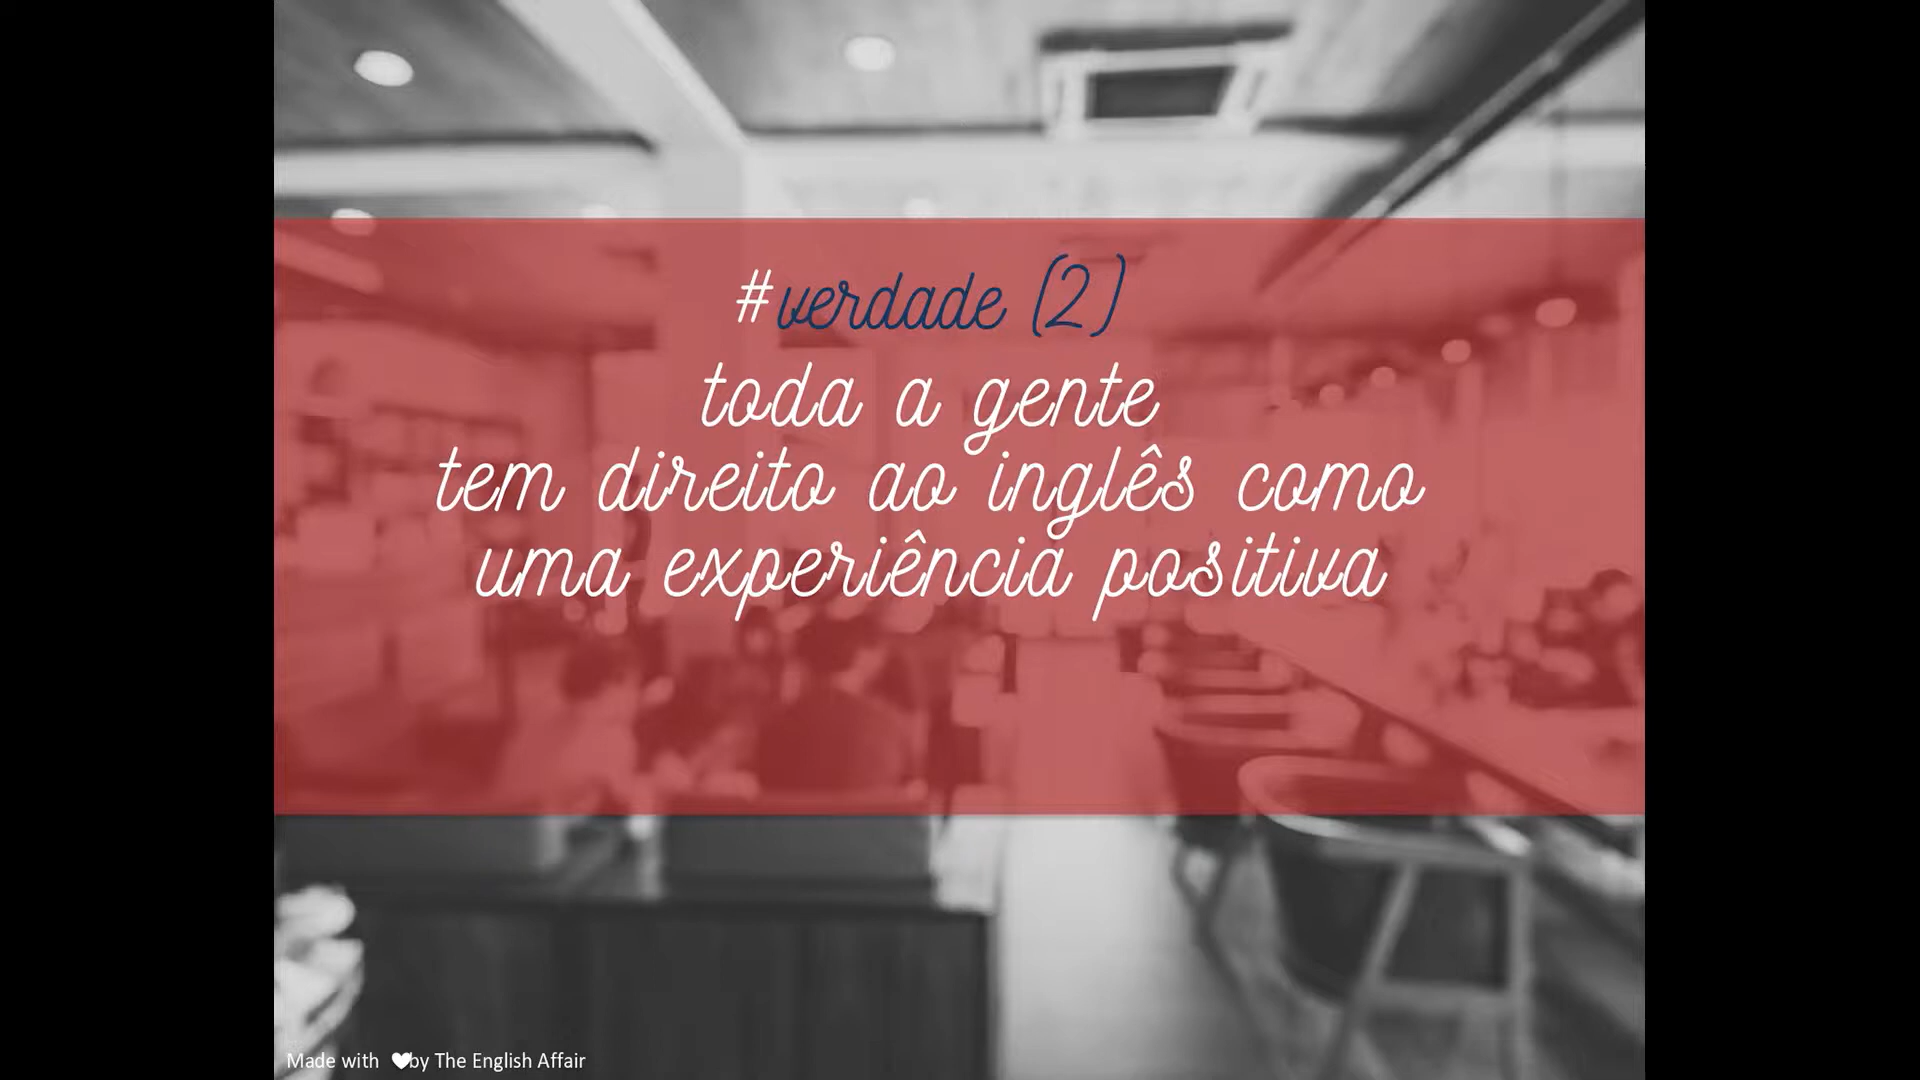 #verdade (2)
toda a gente
tem direito ao inglês como
uma experiência positiva
Made with ♥by The English Affair